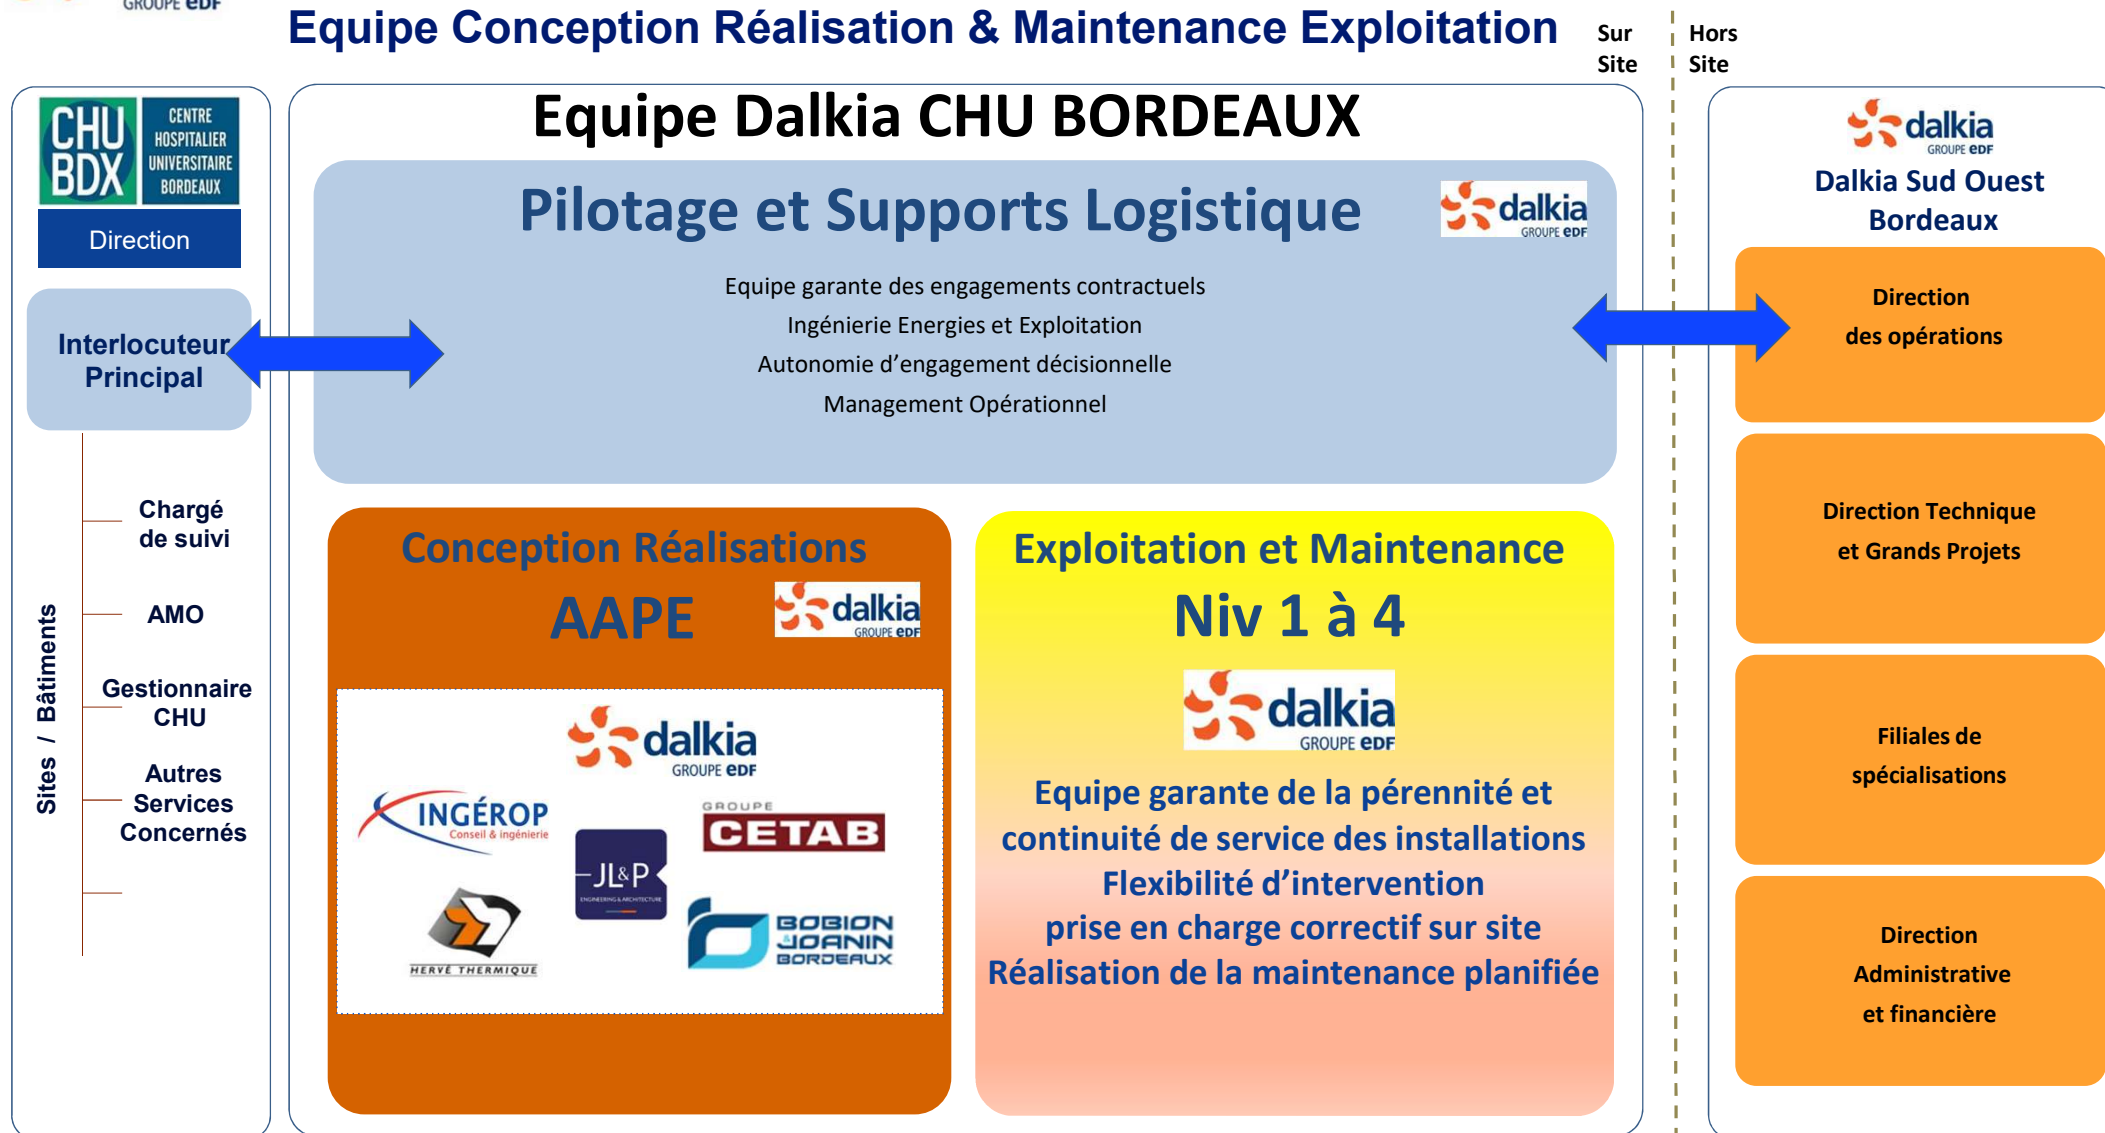 GROUPE eDF
Equipe Conception Réalisation & Maintenance Exploitation
Sur
Site
Hors
Site
CHU
BDX
CENTRE
HOSPITALIER
UNIVERSITAIRE
BORDEAUX
Direction
Interlocuteur
Principal
Sites / Bâtiments
Chargé
de suivi
AMO
Gestionnaire
CHU
Autres
Services
Concernés
Equipe Dalkia CHU BORDEAUX
Pilotage et Supports Logistique
dalkia
GROUPE eDF
Equipe garante des engagements contractuels
Ingénierie Energies et Exploitation
Autonomie d’engagement décisionnelle
Management Opérationnel
Conception Réalisations
AAPE
dalkia
GROUPE eDF
dalkia
GROUPE eDF
INGÉROP
Conseil & ingénierie
GROUPE
CETAB
JL&P
ENGINEERING & ARCHITECTURE
HERVÉ THERMIQUE
BOBION
& JOANIN
BORDEAUX
Exploitation et Maintenance
Niv 1 à 4
dalkia
GROUPE eDF
Equipe garante de la pérennité et
continuité de service des installations
Flexibilité d’intervention
prise en charge correctif sur site
Réalisation de la maintenance planifiée
dalkia
GROUPE eDF
Dalkia Sud Ouest
Bordeaux
Direction
des opérations
Direction Technique
et Grands Projets
Filiales de
spécialisations
Direction
Administrative
et financière